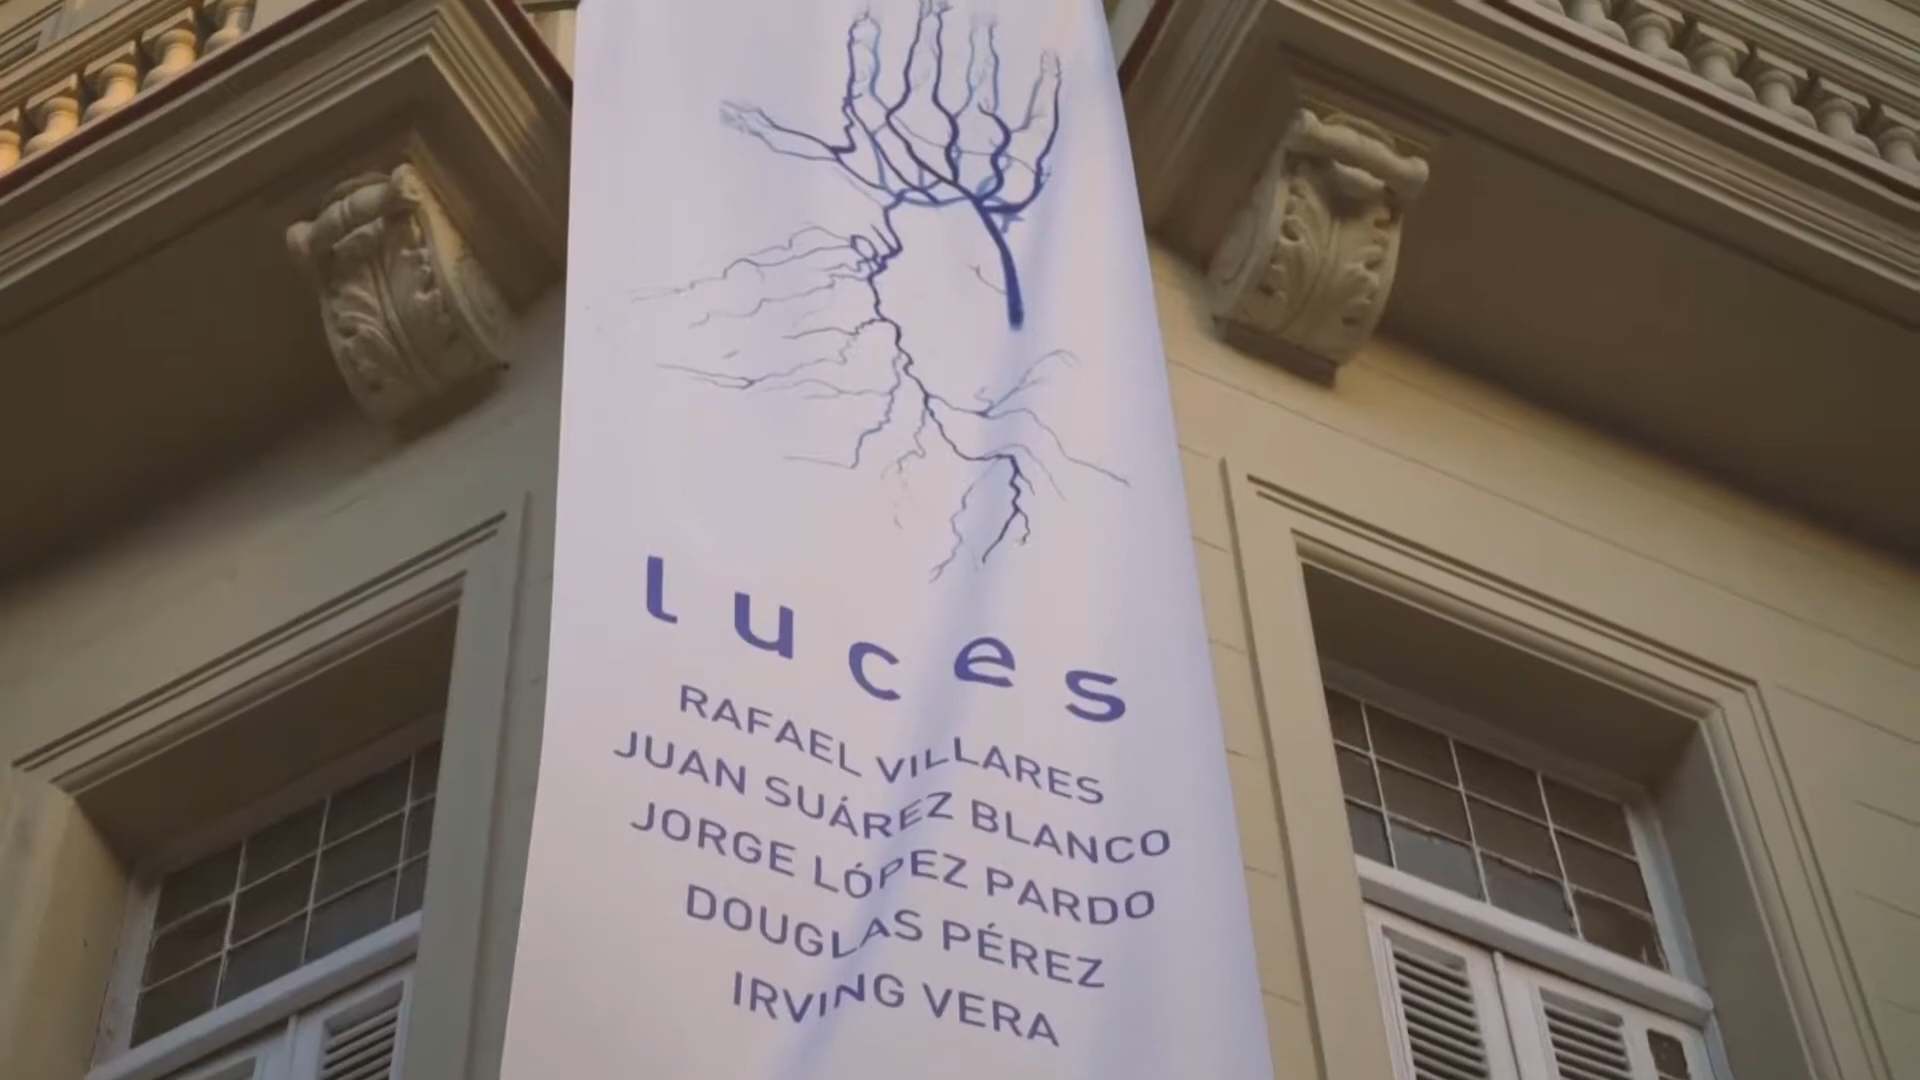 luces
RAFAEL VILLARES
JUAN SUÁREZ BLANCO
JORGE LÓPEZ PARDO
DOUGLAS PÉREZ
IRVING VERA